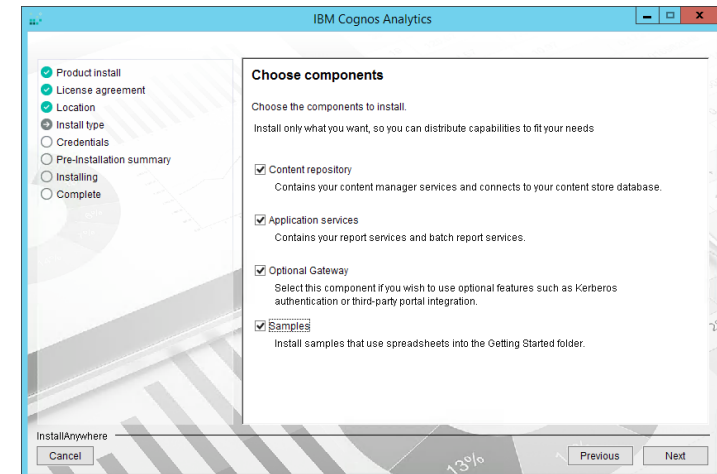 IBM Cognos Analytics
Product install
License agreement
Location
Install type
Credentials
Pre-Installation summary
Installing
Complete
Choose components
Choose the components to install.
Install only what you want, so you can distribute capabilities to fit your needs
Content repository
Contains your content manager services and connects to your content store database.
Application services
Contains your report services and batch report services.
Optional Gateway
Select this component if you wish to use optional features such as Kerberos
authentication or third-party portal integration.
Samples
Install samples that use spreadsheets into the Getting Started folder.
InstallAnywhere
Cancel
13%
Previous
Next